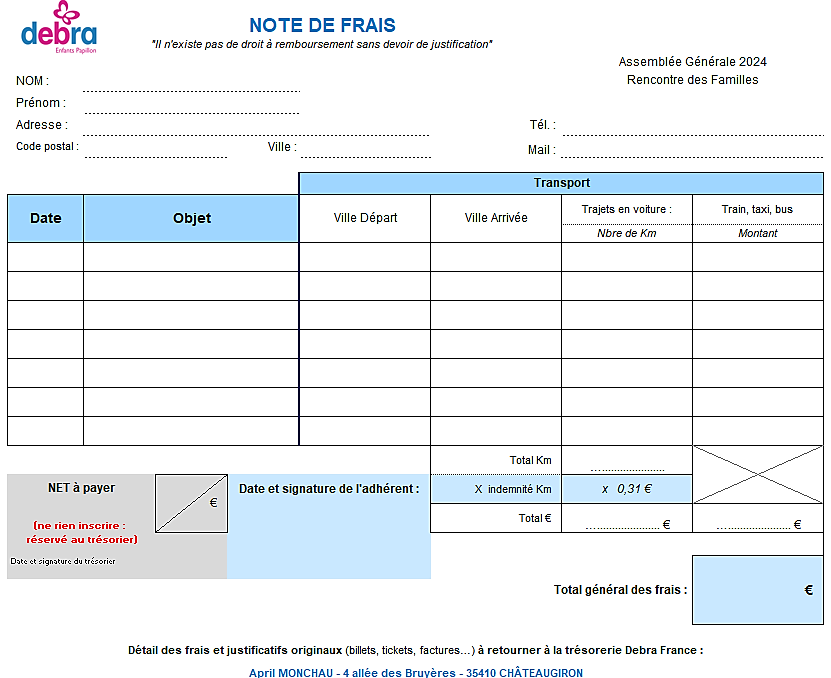 debra
Enfants Papillon
NOTE DE FRAIS
"Il n'existe pas de droit à remboursement sans devoir de justification"
Assemblée Générale 2024
Rencontre des Familles
NOM :
Prénom :
Adresse :
Tél. :
Code postal :
Ville :
Mail :
Transport
Date
Objet
Ville Départ
Ville Arrivée
Trajets en voiture :
Nbre de Km
Train, taxi, bus
Montant
Total Km
........................
NET à payer
€
Date et signature de l'adhérent :
X indemnité Km
x 0,31 €
(ne rien inscrire :
réservé au trésorier)
Total €
........................ €
........................ €
Date et signature du trésorier
Total général des frais :
€
Détail des frais et justificatifs originaux (billets, tickets, factures...) à retourner à la trésorerie Debra France :
April MONCHAU - 4 allée des Bruyères - 35410 CHÂTEAUGIRON